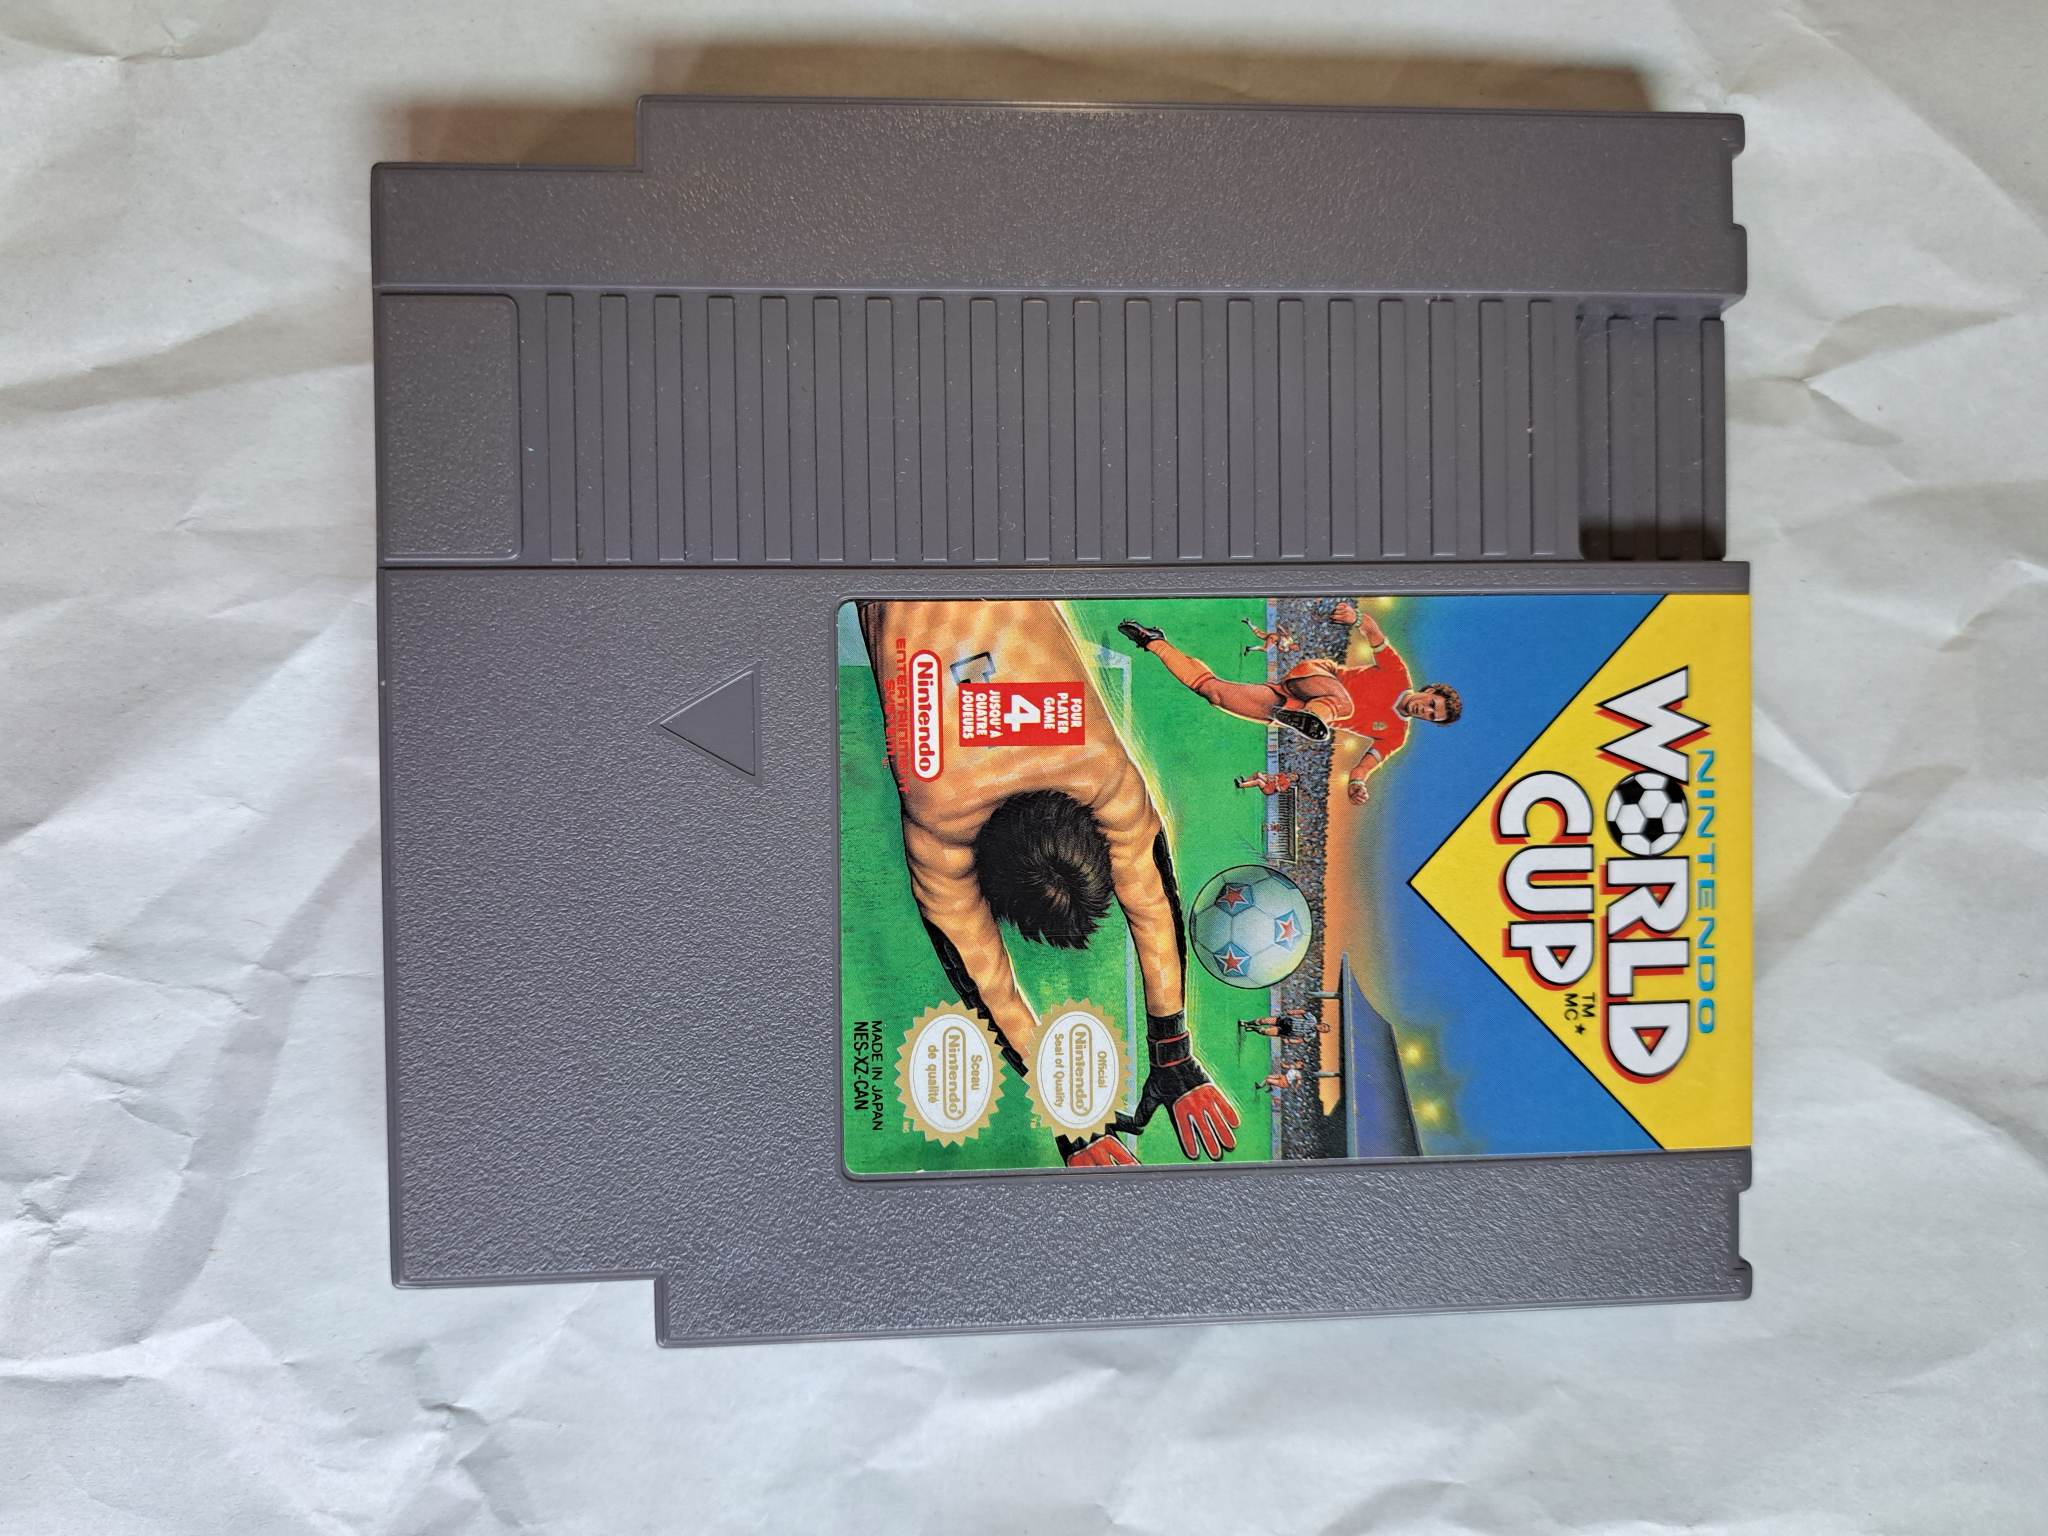 NINTENDO
WORLD
CUP
TM
MC*
FOUR
PLAYER
GAME
4
JUSQU'À
QUATRE
JOUEURS
Nintendo
ENTERTAINMENT
SYSTEM
Official
Nintendo®
Seal of Quality
Sceau
Nintendo®
de qualité
MADE IN JAPAN
NES-XZ-CAN